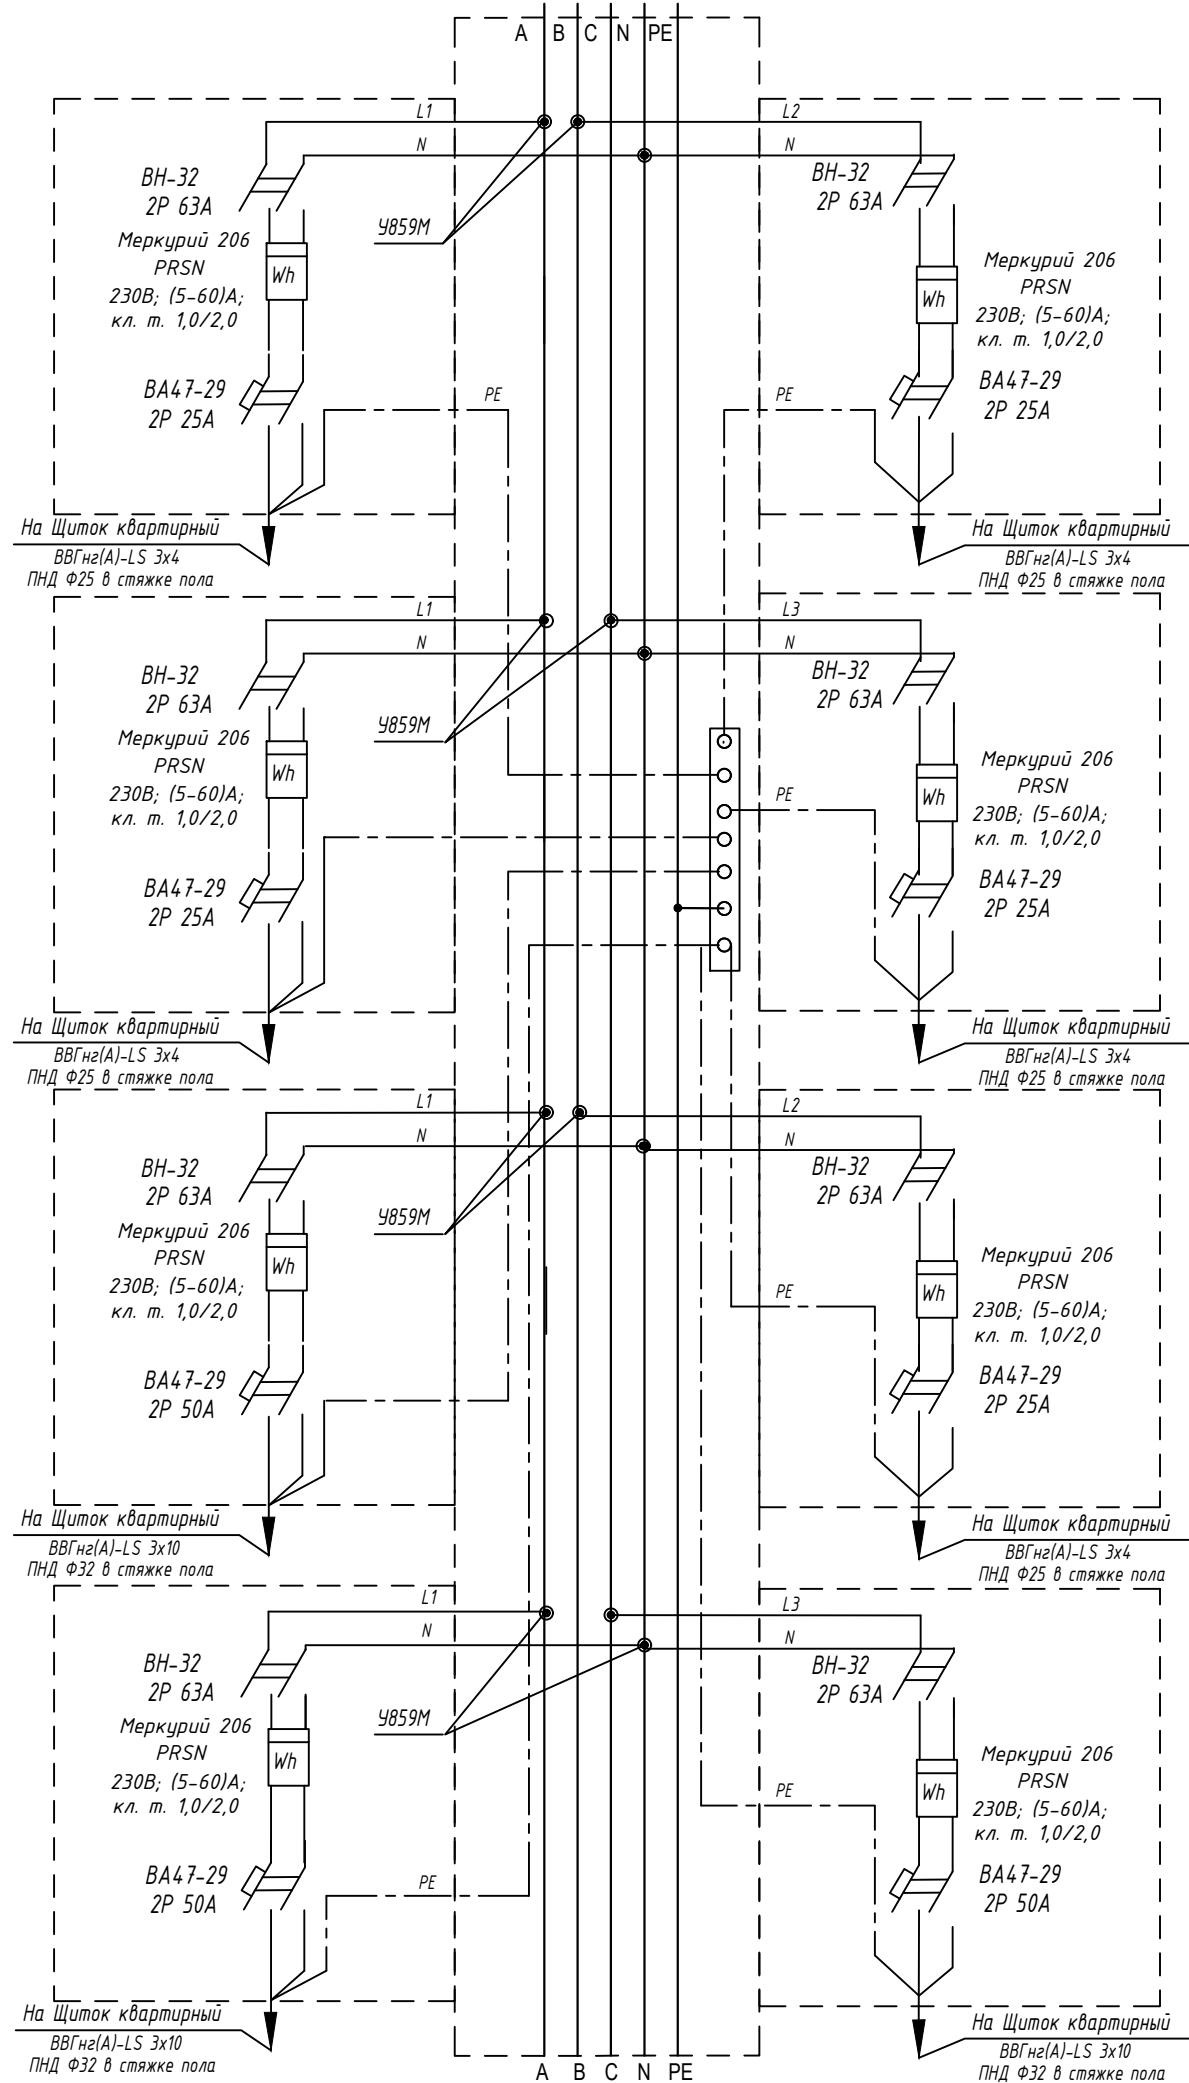 A B C N PE
L1
N
ВН-32
2Р 63А
Меркурий 206
PRSN
230В; (5-60)А;
кл. т. 1,0/2,0
Wh
ВА47-29
2Р 25А
PE
На Щиток квартирный
ВВГнг(А)-LS 3х4
ПНД Ф25 в стяжке пола
У859М
L2
N
ВН-32
2Р 63А
Wh
Меркурий 206
PRSN
230В; (5-60)А;
кл. т. 1,0/2,0
PE
ВА47-29
2Р 25А
На Щиток квартирный
ВВГнг(А)-LS 3х4
ПНД Ф25 в стяжке пола
L1
N
ВН-32
2Р 63А
Меркурий 206
PRSN
230В; (5-60)А;
кл. т. 1,0/2,0
Wh
ВА47-29
2Р 25А
На Щиток квартирный
ВВГнг(А)-LS 3х4
ПНД Ф25 в стяжке пола
У859М
L3
N
ВН-32
2Р 63А
Wh
Меркурий 206
PRSN
230В; (5-60)А;
кл. т. 1,0/2,0
PE
ВА47-29
2Р 25А
На Щиток квартирный
ВВГнг(А)-LS 3х4
ПНД Ф25 в стяжке пола
L1
N
ВН-32
2Р 63А
Меркурий 206
PRSN
230В; (5-60)А;
кл. т. 1,0/2,0
Wh
ВА47-29
2Р 50А
На Щиток квартирный
ВВГнг(А)-LS 3х10
ПНД Ф32 в стяжке пола
У859М
L2
N
ВН-32
2Р 63А
Wh
Меркурий 206
PRSN
230В; (5-60)А;
кл. т. 1,0/2,0
PE
ВА47-29
2Р 25А
На Щиток квартирный
ВВГнг(А)-LS 3х4
ПНД Ф25 в стяжке пола
L1
N
ВН-32
2Р 63А
Меркурий 206
PRSN
230В; (5-60)А;
кл. т. 1,0/2,0
Wh
ВА47-29
2Р 50А
PE
На Щиток квартирный
ВВГнг(А)-LS 3х10
ПНД Ф32 в стяжке пола
У859М
L3
N
ВН-32
2Р 63А
Wh
Меркурий 206
PRSN
230В; (5-60)А;
кл. т. 1,0/2,0
PE
ВА47-29
2Р 50А
На Щиток квартирный
ВВГнг(А)-LS 3х10
ПНД Ф32 в стяжке пола
A B C N PE